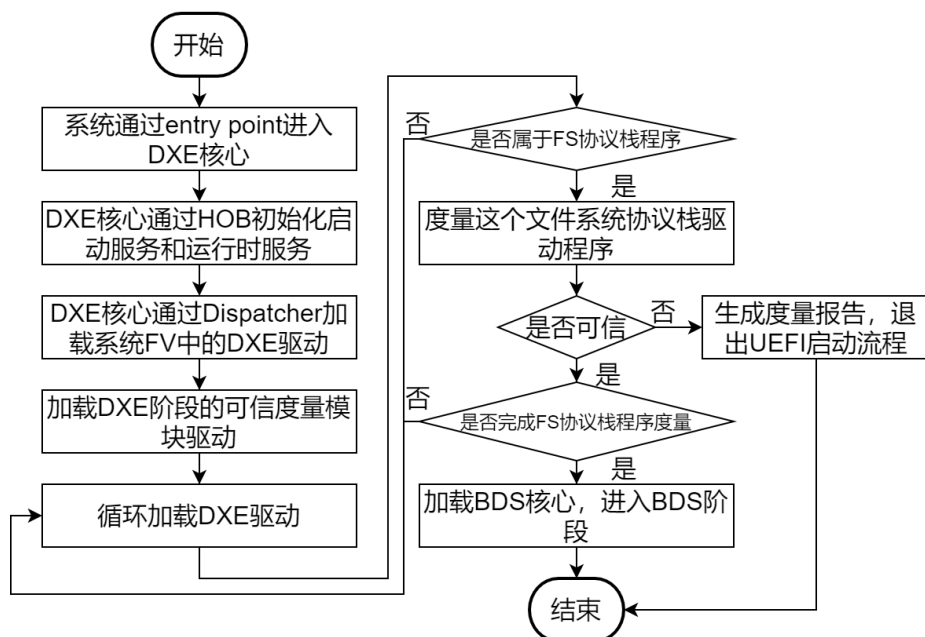 开始
系统通过entry point进入
DXE核心
DXE核心通过HOB初始化启
动服务和运行时服务
DXE核心通过Dispatcher加
载系统FV中的DXE驱动
加载DXE阶段的可信度量模
块驱动
循环加载DXE驱动
否
是否属于FS协议栈程序
是
度量这个文件系统协议栈驱
动程序
是否可信
否
生成度量报告，退
出UEFI启动流程
是
否
是否完成FS协议栈程序度量
是
加载BDS核心，进入BDS阶
段
结束